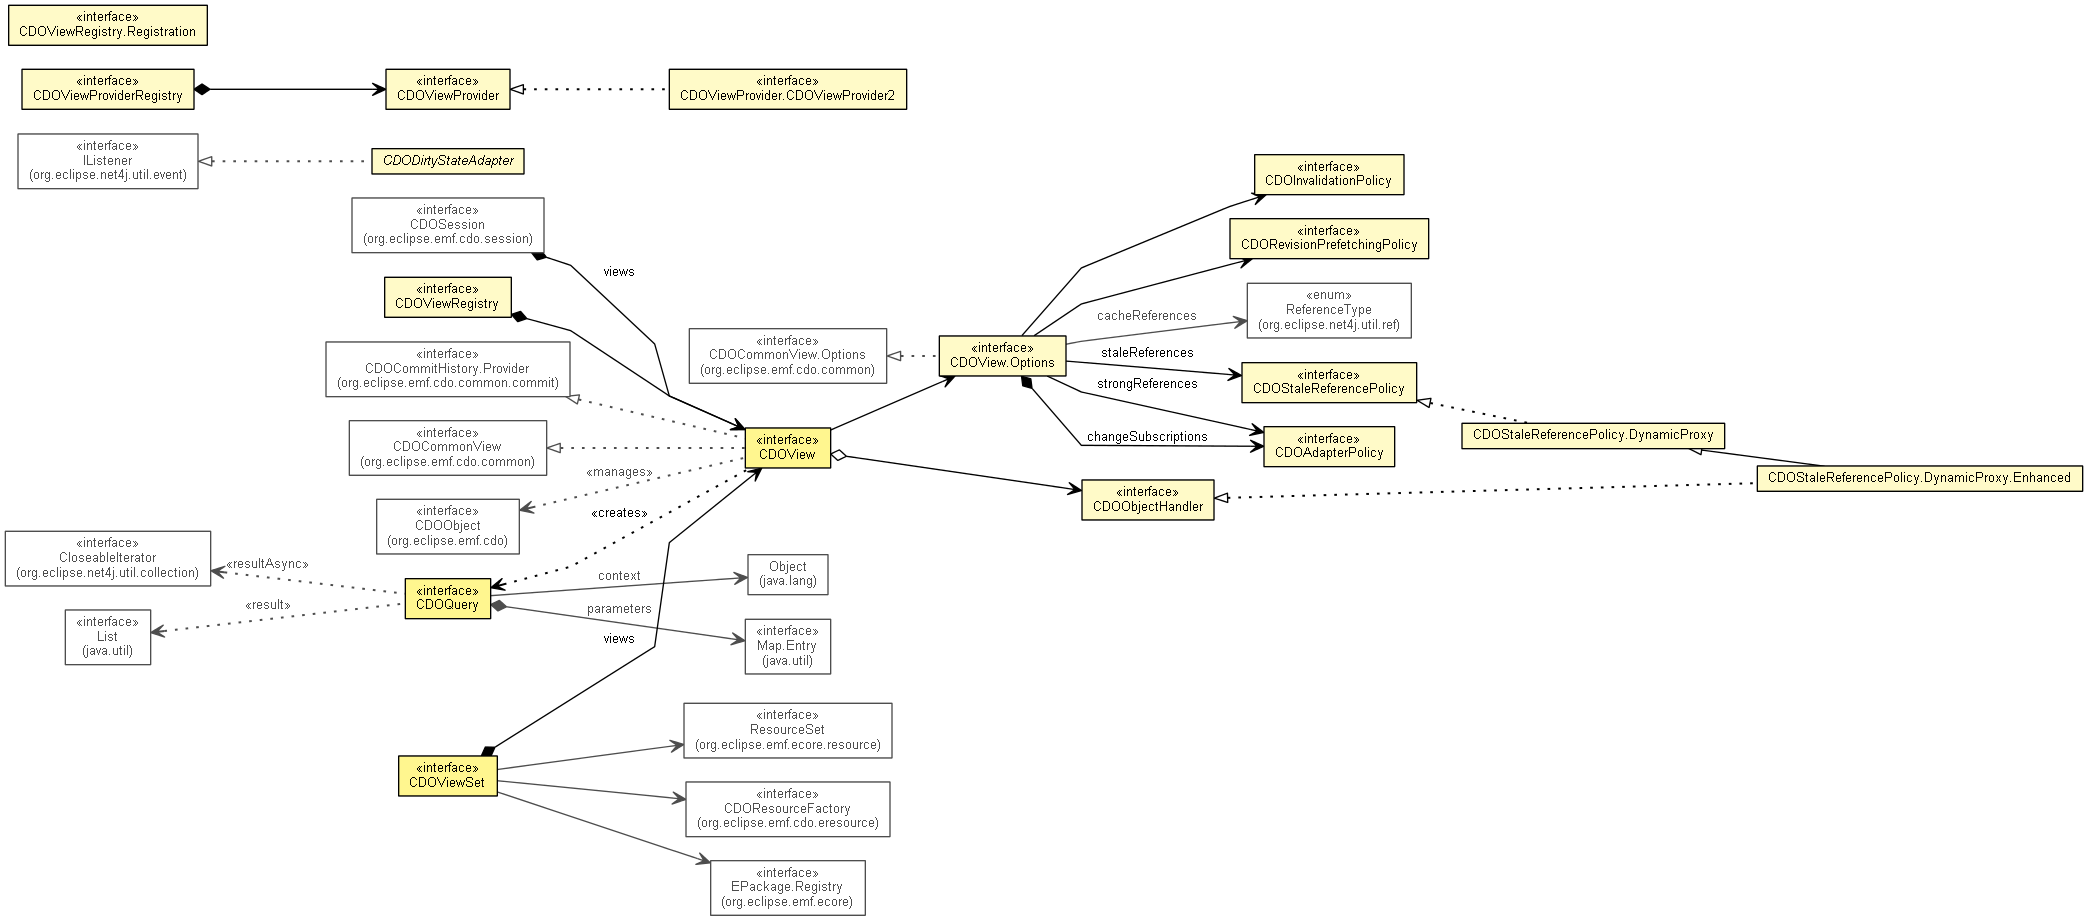 «interface»
CDOViewRegistry.Registration
«interface»
CDOViewProviderRegistry
«interface»
CDOViewProvider
«interface»
CDOViewProvider.CDOViewProvider2
«interface»
IListener
(org.eclipse.net4j.util.event)
CDODirtyStateAdapter
«interface»
CDOInvalidationPolicy
«interface»
CDOSession
(org.eclipse.emf.cdo.session)
views
«interface»
CDORevisionPrefetchingPolicy
«interface»
CDOViewRegistry
«enum»
ReferenceType
(org.eclipse.net4j.util.ref)
cacheReferences
«interface»
CDOCommonView.Options
(org.eclipse.emf.cdo.common)
«interface»
CDOView.Options
«interface»
CDOCommitHistory.Provider
(org.eclipse.emf.cdo.common.commit)
staleReferences
«interface»
CDOStaleReferencePolicy
strongReferences
changeSubscriptions
«interface»
CDOAdapterPolicy
CDOStaleReferencePolicy.DynamicProxy
«interface»
CDOCommonView
(org.eclipse.emf.cdo.common)
«interface»
CDOView
«manages»
CDOStaleReferencePolicy.DynamicProxy.Enhanced
«interface»
CDOObjectHandler
«interface»
CDOObject
(org.eclipse.emf.cdo)
«creates»
«interface»
CloseableIterator
(org.eclipse.net4j.util.collection)
«resultAsync»
«interface»
CDOQuery
context
Object
(java.lang)
«result»
parameters
«interface»
List
(java.util)
views
«interface»
Map.Entry
(java.util)
«interface»
ResourceSet
(org.eclipse.emf.ecore.resource)
«interface»
CDOViewSet
«interface»
CDOResourceFactory
(org.eclipse.emf.cdo.eresource)
«interface»
EPackage.Registry
(org.eclipse.emf.ecore)